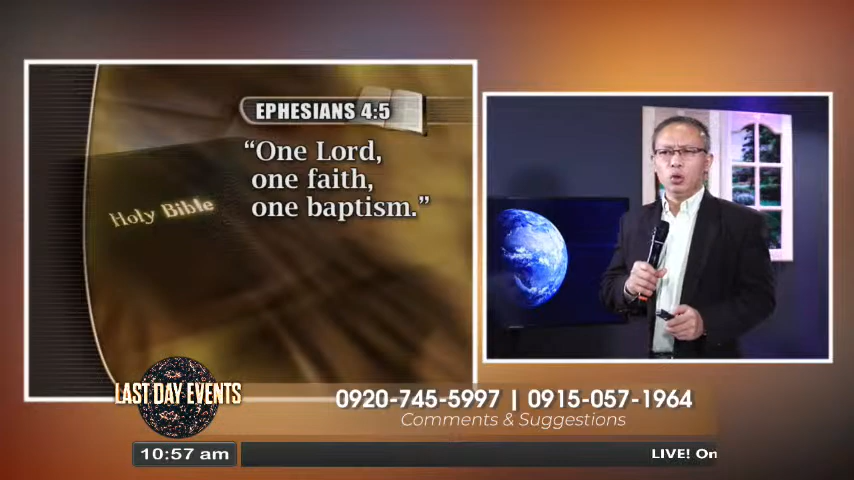 EPHESIANS 4:5
“One Lord,
one faith,
one baptism.”
Holy Bible
LAST DAY EVENTS
0920-745-5997 | 0915-057-1964
Comments & Suggestions
10:57 am
LIVE! On